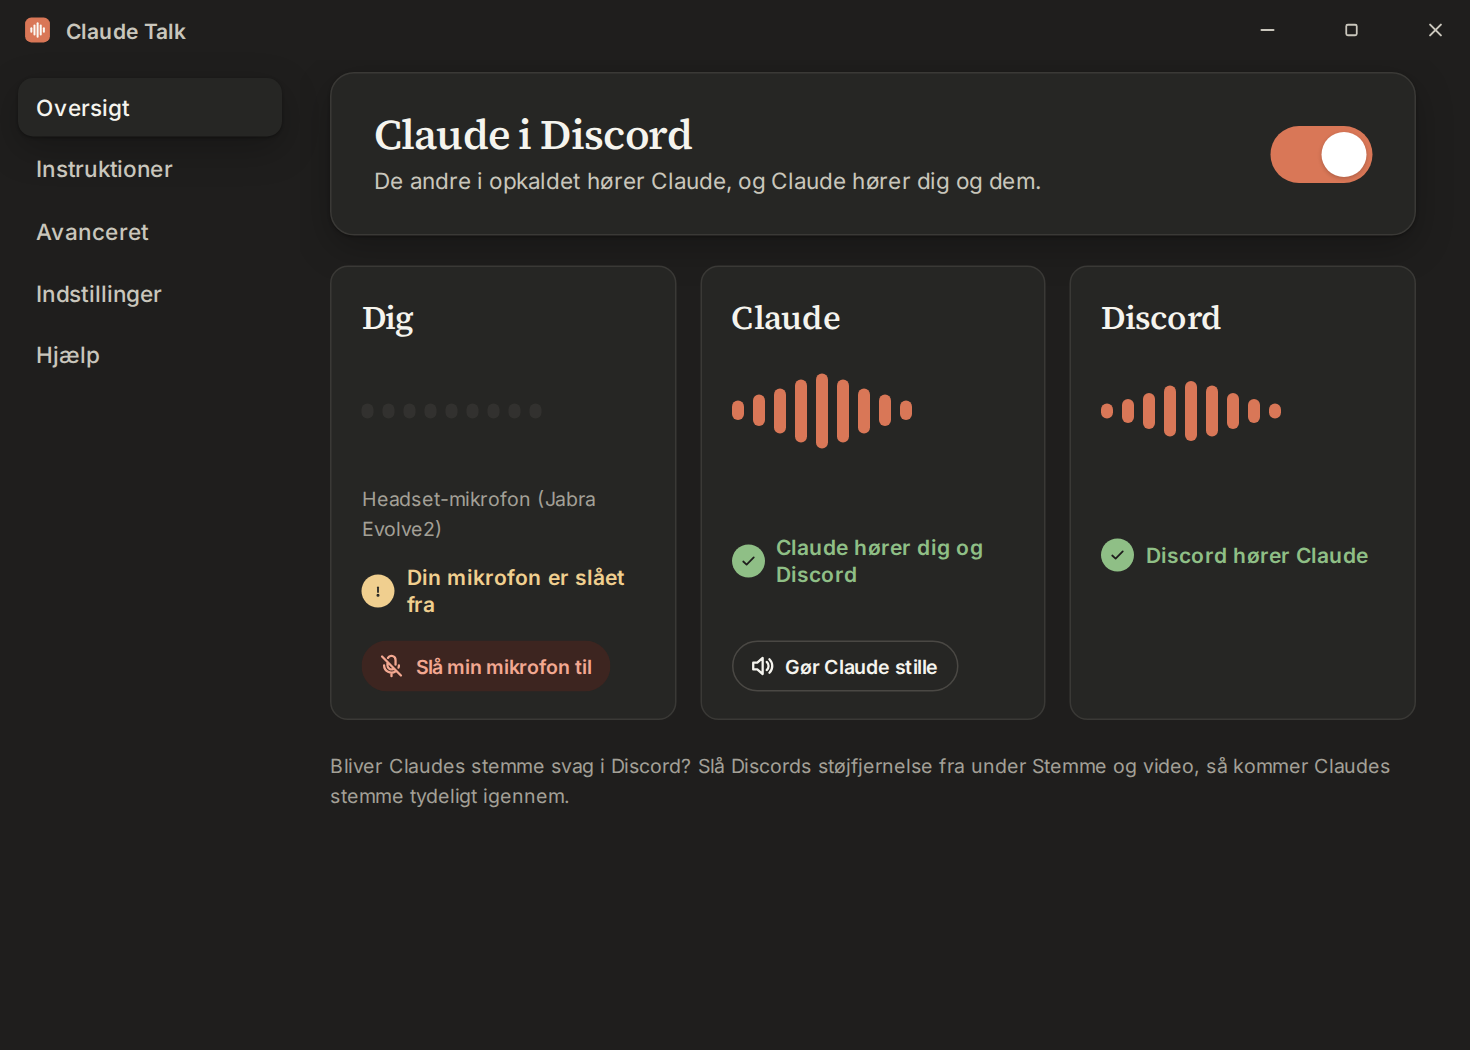 Claude Talk
Oversigt
Instruktioner
Avanceret
Indstillinger
Hjælp
Claude i Discord
De andre i opkaldet hører Claude, og Claude hører dig og dem.
Dig
Headset-mikrofon (Jabra
Evolve2)
Din mikrofon er slået
fra
Slå min mikrofon til
Claude
Claude hører dig og
Discord
Gør Claude stille
Discord
Discord hører Claude
Bliver Claudes stemme svag i Discord? Slå Discords støjfjernelse fra under Stemme og video, så kommer Claudes
stemme tydeligt igennem.